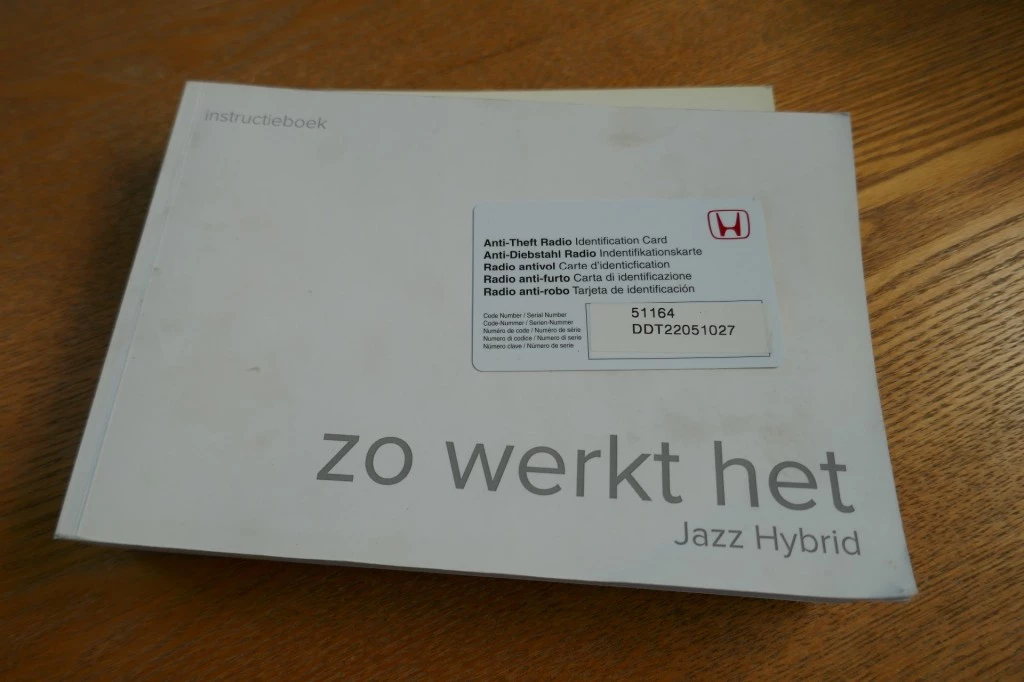 instructieboek
Anti-Theft Radio Identification Card
Anti-Diebstahl Radio Indentifikationskarte
Radio antivol Carte d'identicfication
Radio anti-furto Carta di identificazione
Radio anti-robo Tarjeta de identificación
Code Number / Serial Number
Code-Nummer / Serien-Nummer
Numéro de code / Numéro de série
Numero di codice / Numero di serie
Número clave / Número de serie
51164
DDT22051027
zo werkt het
Jazz Hybrid